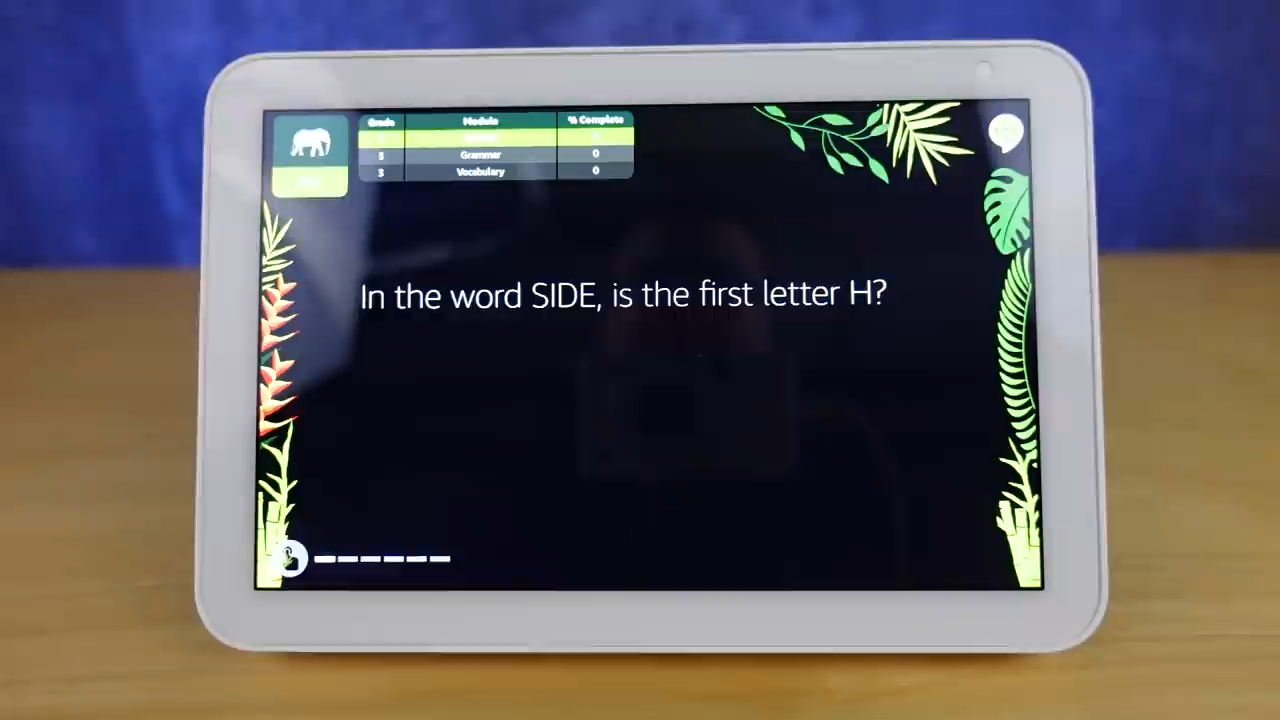 Grade Module % Complete
3 Grammar 0
3 Vocabulary 0
In the word SIDE, is the first letter H?